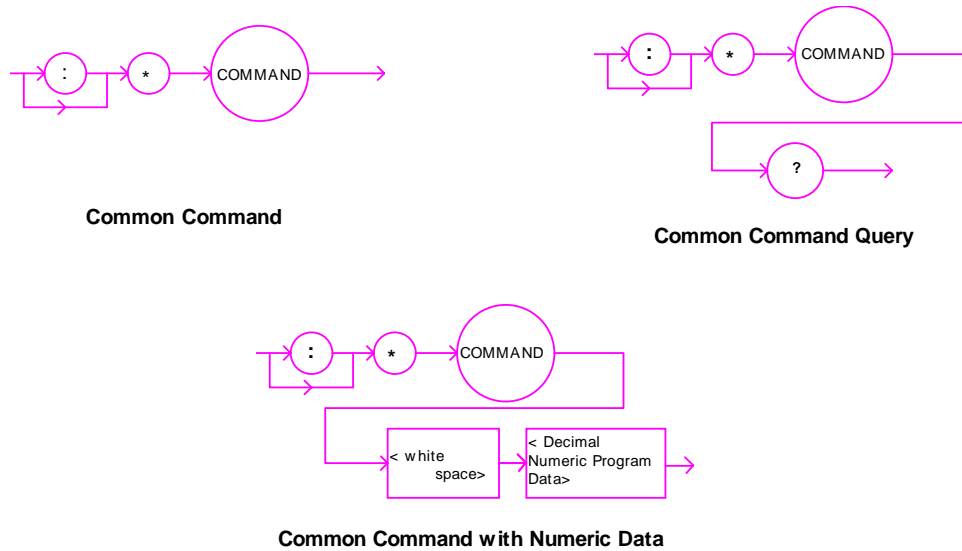 : * COMMAND
Common Command
: * COMMAND
?
Common Command Query
: * COMMAND
< white
space>
< Decimal
Numeric Program
Data>
Common Command with Numeric Data